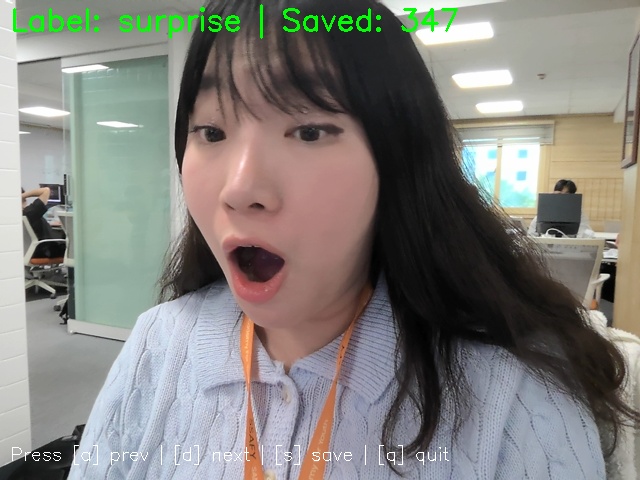 Label: surprise | Saved: 347
Press [a] prev | [d] next | [s] save | [q] quit